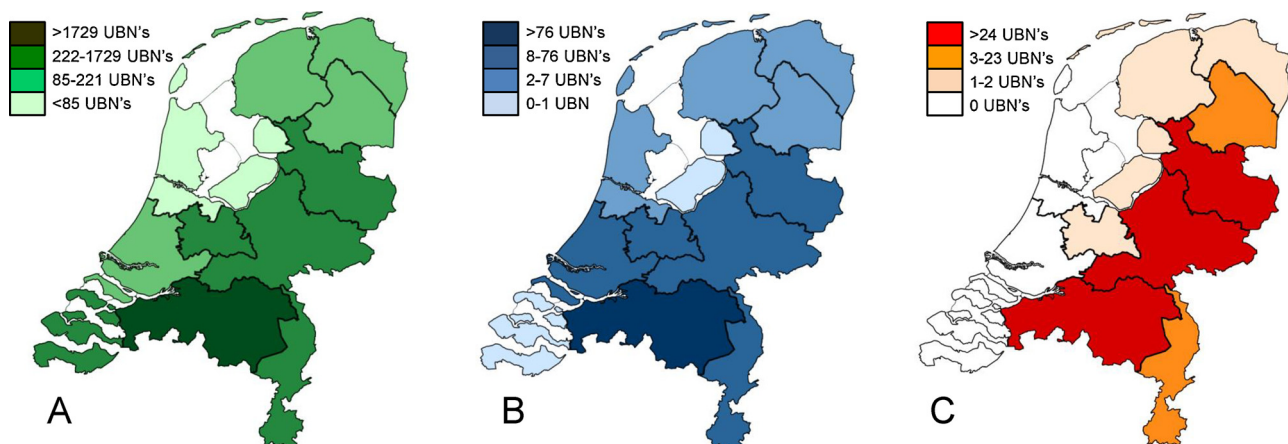 >1729 UBN's
222-1729 UBN's
85-221 UBN's
<85 UBN's
A
>76 UBN's
8-76 UBN's
2-7 UBN's
0-1 UBN
B
>24 UBN's
3-23 UBN's
1-2 UBN's
0 UBN's
C